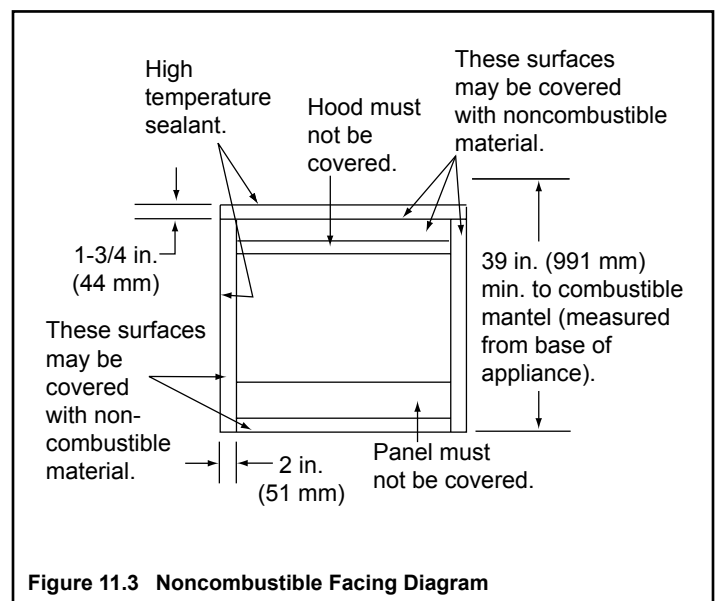 High
temperature
sealant.
Hood must
not be
covered.
These surfaces
may be covered
with noncombustible
material.
1-3/4 in.
(44 mm)
39 in. (991 mm)
min. to combustible
mantel (measured
from base of
appliance).
These surfaces
may be
covered
with non-
combustible
material.
2 in.
(51 mm)
Panel must
not be covered.
Figure 11.3 Noncombustible Facing Diagram